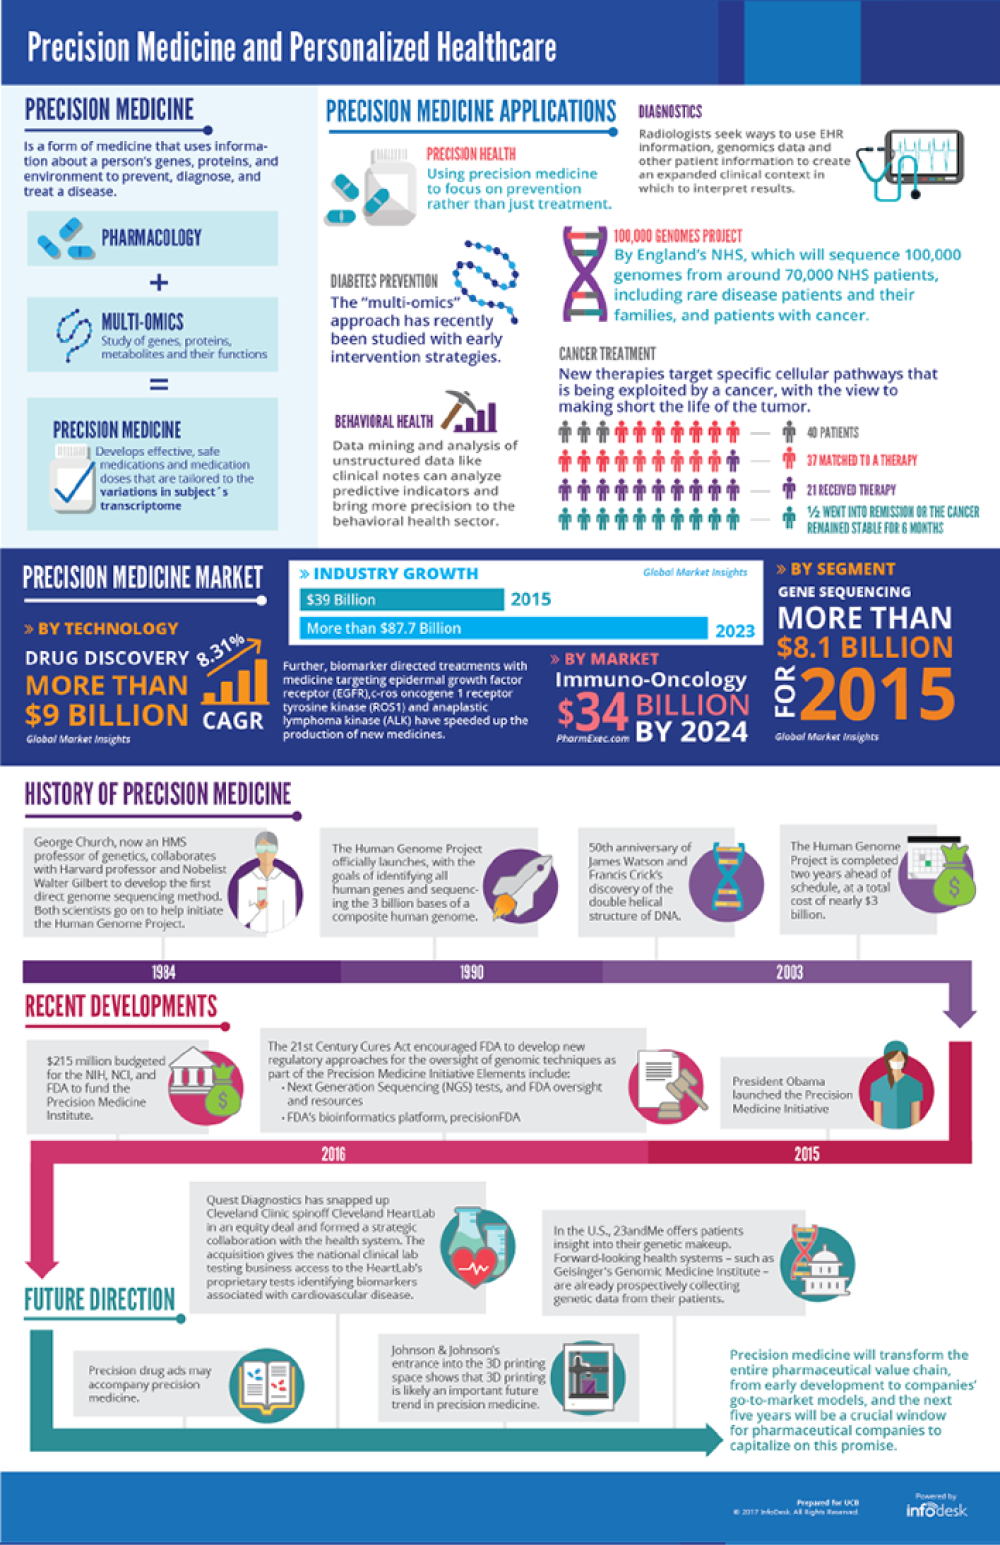 Precision Medicine and Personalized Healthcare
PRECISION MEDICINE
Is a form of medicine that uses informa-
tion about a person's genes, proteins, and
environment to prevent, diagnose, and
treat a disease.
PHARMACOLOGY
+
MULTI-OMICS
Study of genes, proteins,
metabolites and their functions
=
PRECISION MEDICINE
Develops effective, safe
medications and medication
doses that are tailored to the
variations in subject´s
transcriptome
PRECISION MEDICINE APPLICATIONS
PRECISION HEALTH
Using precision medicine
to focus on prevention
rather than just treatment.
DIABETES PREVENTION
The "multi-omics"
approach has recently
been studied with early
intervention strategies.
BEHAVIORAL HEALTH
Data mining and analysis of
unstructured data like
clinical notes can analyze
predictive indicators and
bring more precision to the
behavioral health sector.
DIAGNOSTICS
Radiologists seek ways to use EHR
information, genomics data and
other patient information to create
an expanded clinical context in
which to interpret results.
100,000 GENOMES PROJECT
By England's NHS, which will sequence 100,000
genomes from around 70,000 NHS patients,
including rare disease patients and their
families, and patients with cancer.
CANCER TREATMENT
New therapies target specific cellular pathways that
is being exploited by a cancer, with the view to
making short the life of the tumor.
40 PATIENTS
37 MATCHED TO A THERAPY
21 RECEIVED THERAPY
½ WENT INTO REMISSION OR THE CANCER
REMAINED STABLE FOR 6 MONTHS
PRECISION MEDICINE MARKET
» BY TECHNOLOGY
DRUG DISCOVERY
MORE THAN
$9 BILLION
Global Market Insights
8.31%
CAGR
» INDUSTRY GROWTH
Global Market Insights
$39 Billion 2015
More than $87.7 Billion 2023
Further, biomarker directed treatments with
medicine targeting epidermal growth factor
receptor (EGFR),c-ros oncogene 1 receptor
tyrosine kinase (ROS1) and anaplastic
lymphoma kinase (ALK) have speeded up the
production of new medicines.
» BY MARKET
Immuno-Oncology
$34 BILLION
BY 2024
PharmExec.com
» BY SEGMENT
GENE SEQUENCING
MORE THAN
$8.1 BILLION
FOR 2015
Global Market Insights
HISTORY OF PRECISION MEDICINE
George Church, now an HMS
professor of genetics, collaborates
with Harvard professor and Nobelist
Walter Gilbert to develop the first
direct genome sequencing method.
Both scientists go on to help initiate
the Human Genome Project.
The Human Genome Project
officially launches, with the
goals of identifying all
human genes and sequenc-
ing the 3 billion bases of a
composite human genome.
50th anniversary of
James Watson and
Francis Crick's
discovery of the
double helical
structure of DNA.
The Human Genome
Project is completed
two years ahead of
schedule, at a total
cost of nearly $3
billion.
$
1984
1990
2003
RECENT DEVELOPMENTS
$215 million budgeted
for the NIH, NCI, and
FDA to fund the
Precision Medicine
Institute.
$
The 21st Century Cures Act encouraged FDA to develop new
regulatory approaches for the oversight of genomic techniques as
part of the Precision Medicine Initiative Elements include:
• Next Generation Sequencing (NGS) tests, and FDA oversight
and resources
• FDA's bioinformatics platform, precisionFDA
President Obama
launched the Precision
Medicine Initiative
2016
2015
Quest Diagnostics has snapped up
Cleveland Clinic spinoff Cleveland HeartLab
in an equity deal and formed a strategic
collaboration with the health system. The
acquisition gives the national clinical lab
testing business access to the HeartLab's
proprietary tests identifying biomarkers
associated with cardiovascular disease.
In the U.S., 23andMe offers patients
insight into their genetic makeup.
Forward-looking health systems – such as
Geisinger's Genomic Medicine Institute –
are already prospectively collecting
genetic data from their patients.
FUTURE DIRECTION
Precision drug ads may
accompany precision
medicine.
Johnson & Johnson's
entrance into the 3D printing
space shows that 3D printing
is likely an important future
trend in precision medicine.
Precision medicine will transform the
entire pharmaceutical value chain,
from early development to companies'
go-to-market models, and the next
five years will be a crucial window
for pharmaceutical companies to
capitalize on this promise.
Prepared for UCB
© 2017 InfoDesk. All Rights Reserved.
Powered by
infodesk